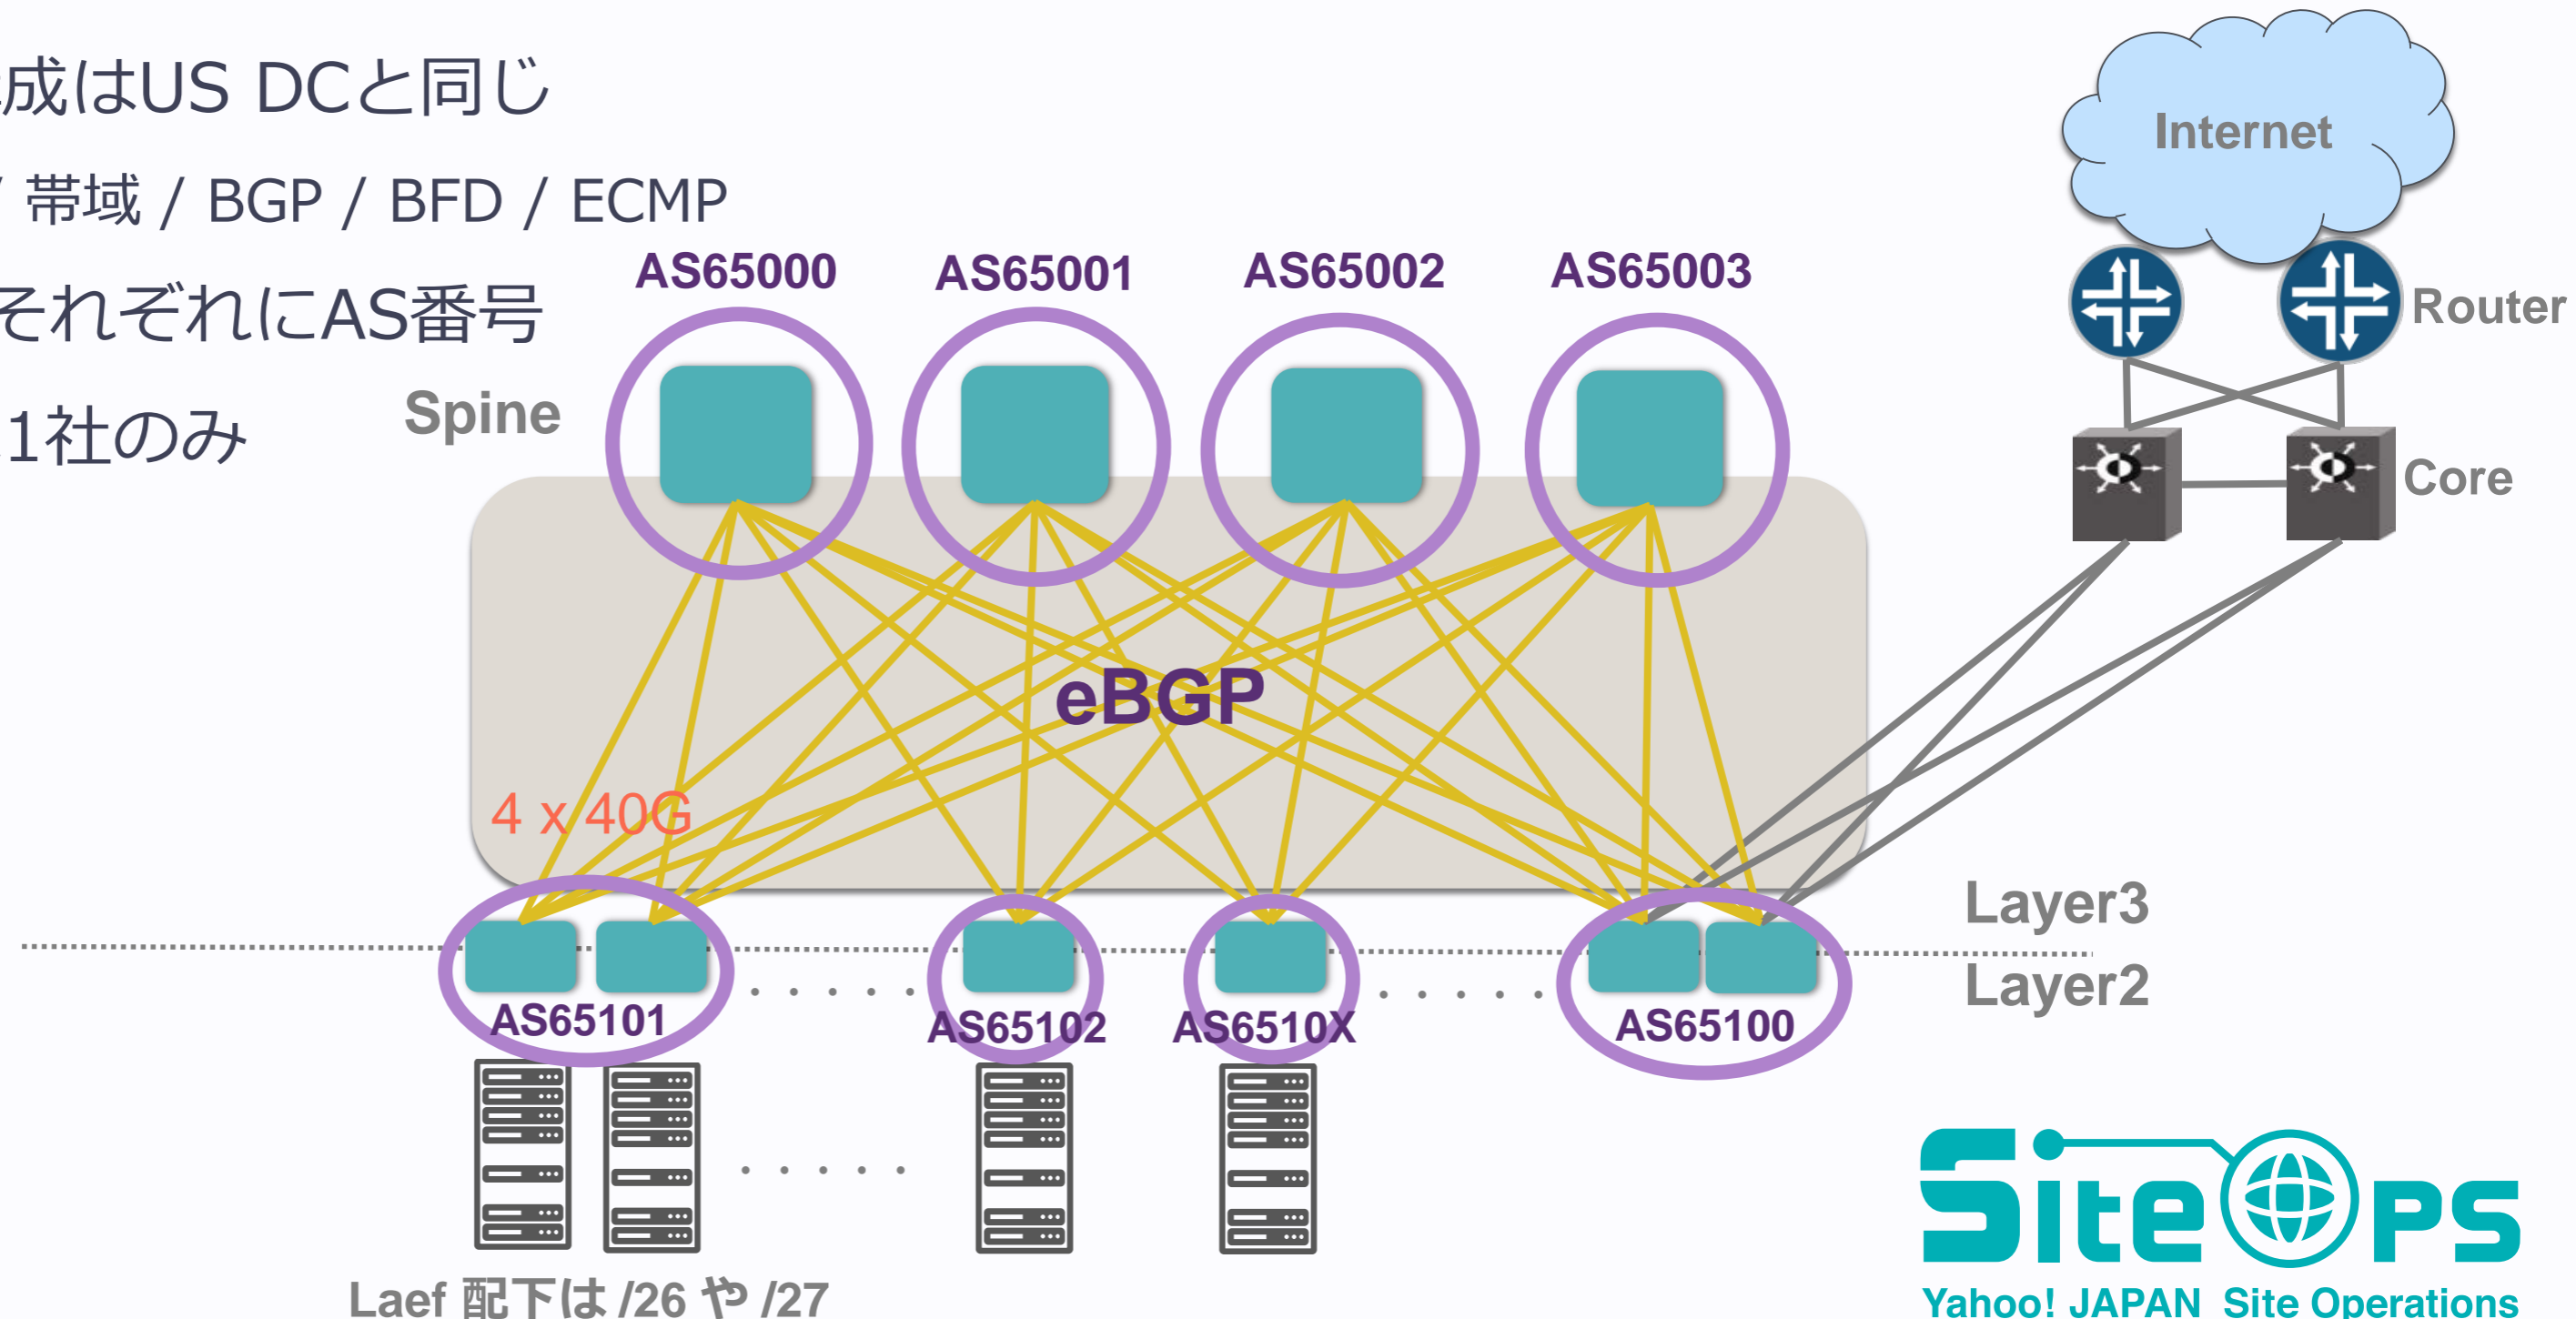 成はUS DCと同じ
/ 帯域 / BGP / BFD / ECMP
それぞれにAS番号
1社のみ
AS65000
AS65001
AS65002
AS65003
Spine
Internet
Router
Core
eBGP
4 x 40G
Layer3
Layer2
AS65101
AS65102
AS6510X
AS65100
Laef 配下は /26 や /27
SiteOps
Yahoo! JAPAN Site Operations